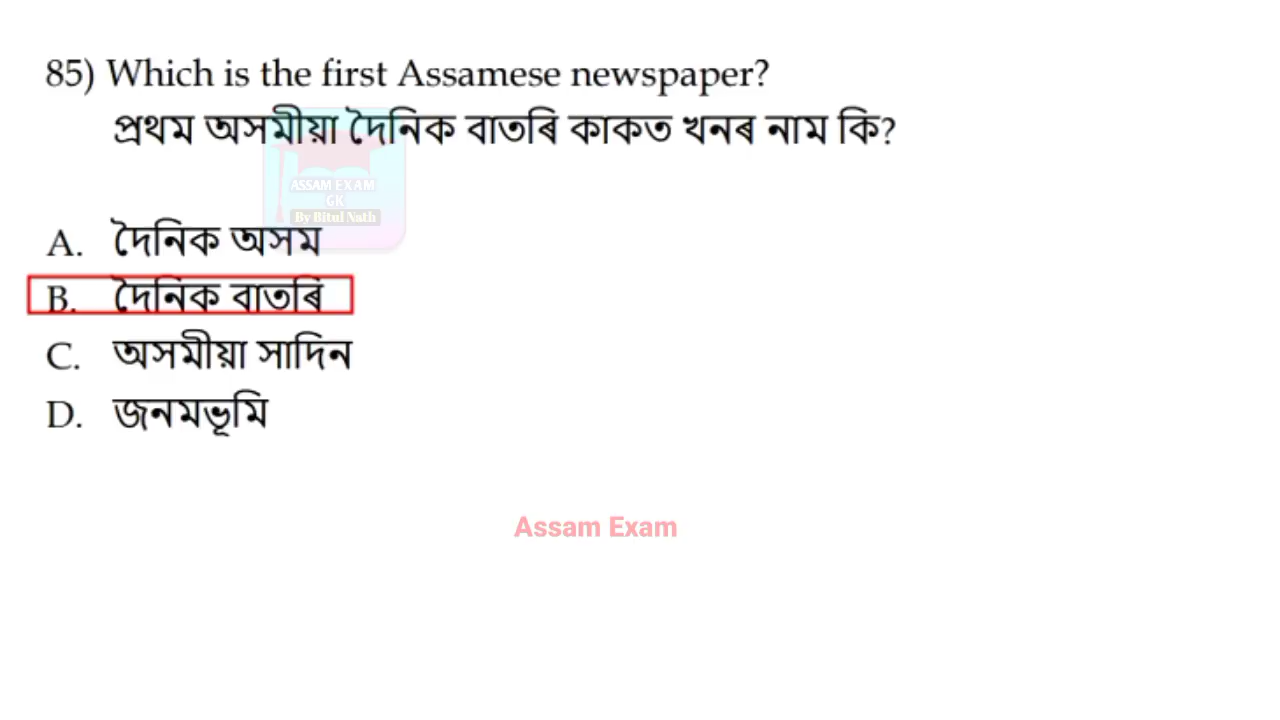 85) Which is the first Assamese newspaper?
প্ৰথম অসমীয়া দৈনিক বাতৰি কাকত খনৰ নাম কি?
ASSAM EXAM
GK
By Bitul Nath
A. দৈনিক অসম
B. দৈনিক বাতৰি
C. অসমীয়া সাদিন
D. জনমভূমি
Assam Exam